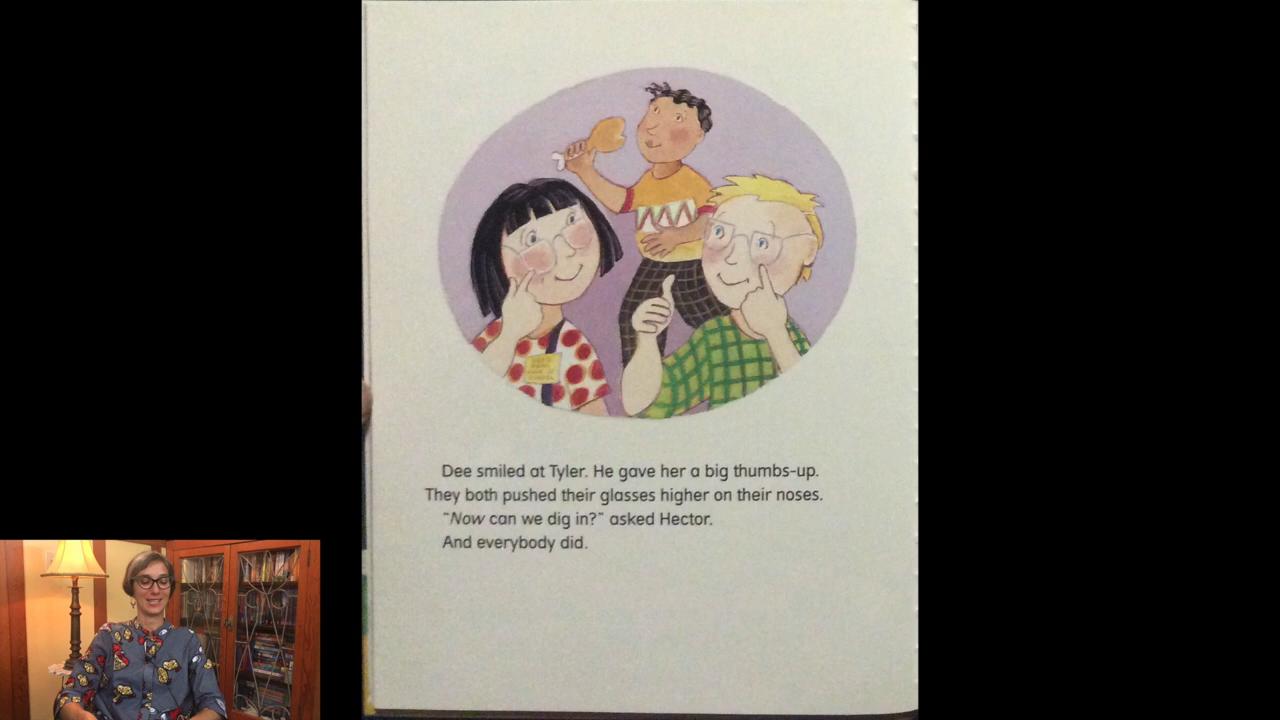 Dee smiled at Tyler. He gave her a big thumbs-up.
They both pushed their glasses higher on their noses.
"Now can we dig in?" asked Hector.
And everybody did.